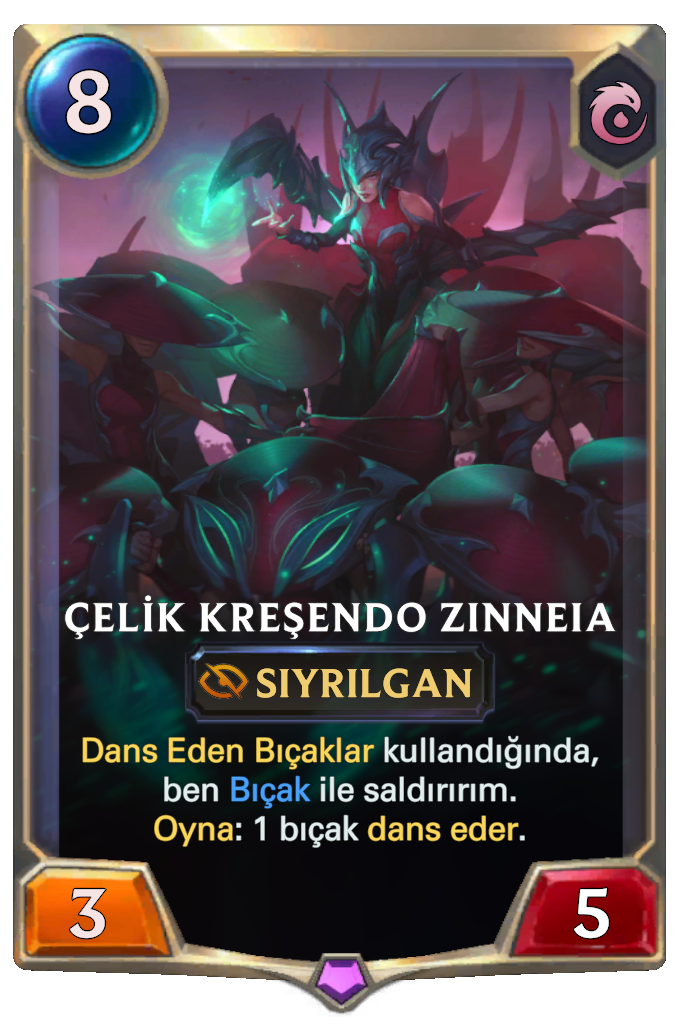 8
ÇELİK KREŞENDO ZINNEIA
SIYRILGAN
Dans Eden Bıçaklar kullandığında,
ben Bıçak ile saldırırım.
Oyna: 1 bıçak dans eder.
3
5